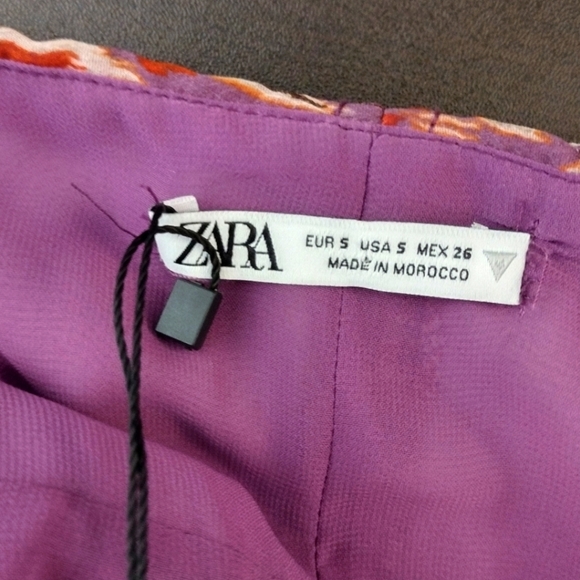 ZARA
EUR S USA S MEX 26
MADE IN MOROCCO